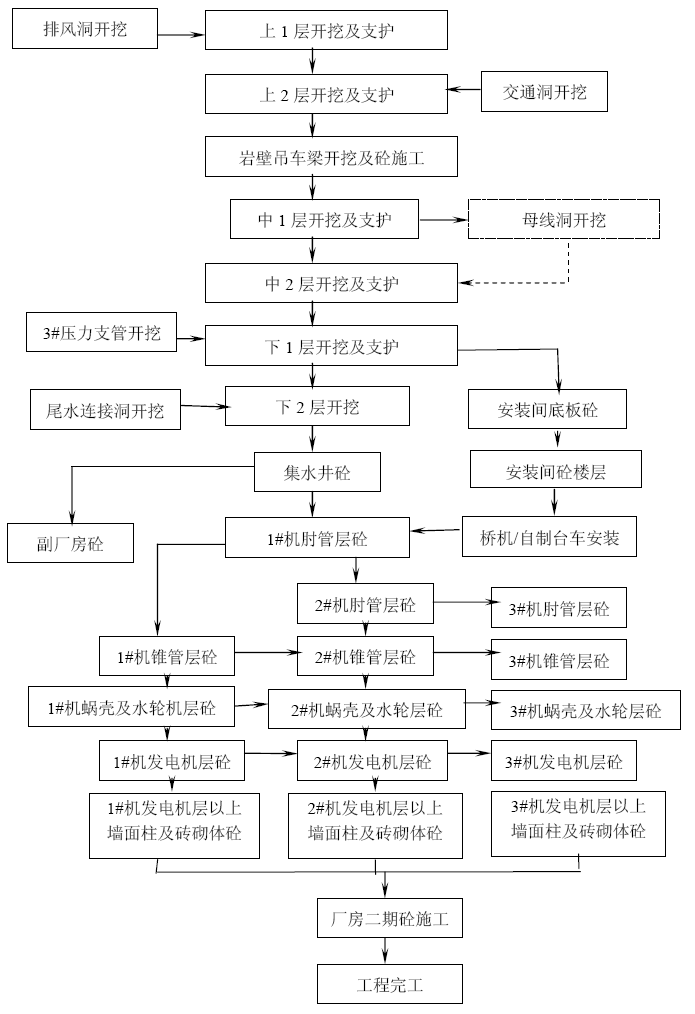 排风洞开挖
上1层开挖及支护
上2层开挖及支护
交通洞开挖
岩壁吊车梁开挖及砼施工
中1层开挖及支护
母线洞开挖
中2层开挖及支护
3#压力支管开挖
下1层开挖及支护
尾水连接洞开挖
下2层开挖
安装间底板砼
集水井砼
安装间砼楼层
副厂房砼
1#机肘管层砼
桥机/自制台车安装
2#机肘管层砼
3#机肘管层砼
1#机锥管层砼
2#机锥管层砼
3#机锥管层砼
1#机蜗壳及水轮机层砼
2#机蜗壳及水轮层砼
3#机蜗壳及水轮层砼
1#机发电机层砼
2#机发电机层砼
3#机发电机层砼
1#机发电机层以上
墙面柱及砖砌体砼
2#机发电机层以上
墙面柱及砖砌体砼
3#机发电机层以上
墙面柱及砖砌体砼
厂房二期砼施工
工程完工